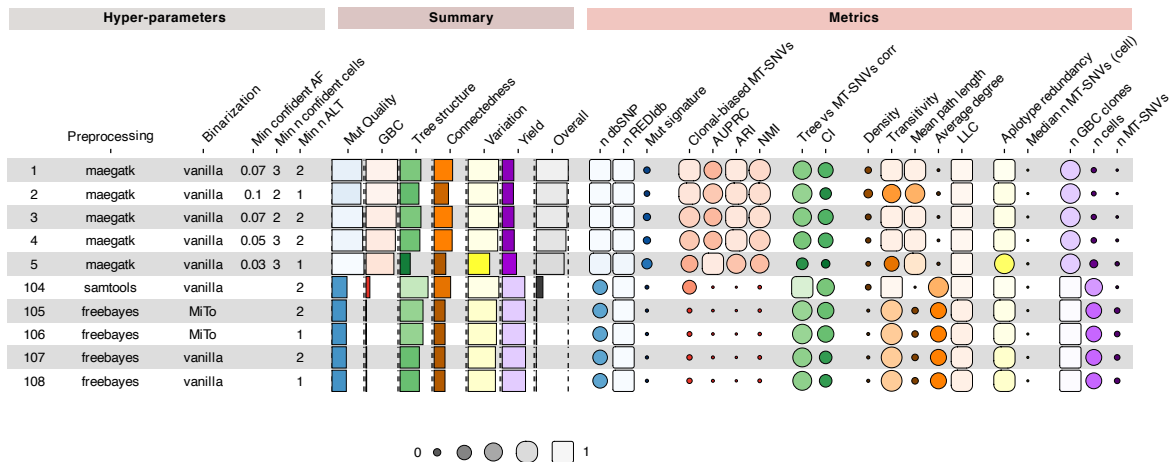 Hyper-parameters
Summary
Metrics
Preprocessing
Binarization
Min confident AF
Min n confident cells
Min n ALT
Mut Quality
GBC
Tree structure
Connectedness
Variation
Yield
Overall
n dbSNP
n REDIdb
Mut signature
Clonal-biased MT-SNVs
AUPRC
ARI
NMI
Tree vs MT-SNVs corr
CI
Density
Transitivity
Mean path length
Average degree
LLC
Aplotype redundancy
Median n MT-SNVs (cell)
n GBC clones
n cells
n MT-SNVs
1 maegatk vanilla 0.07 3 2
2 maegatk vanilla 0.1 2 1
3 maegatk vanilla 0.07 2 2
4 maegatk vanilla 0.05 3 2
5 maegatk vanilla 0.03 3 1
104 samtools vanilla 2
105 freebayes MiTo 2
106 freebayes MiTo 1
107 freebayes vanilla 2
108 freebayes vanilla 1
0 1